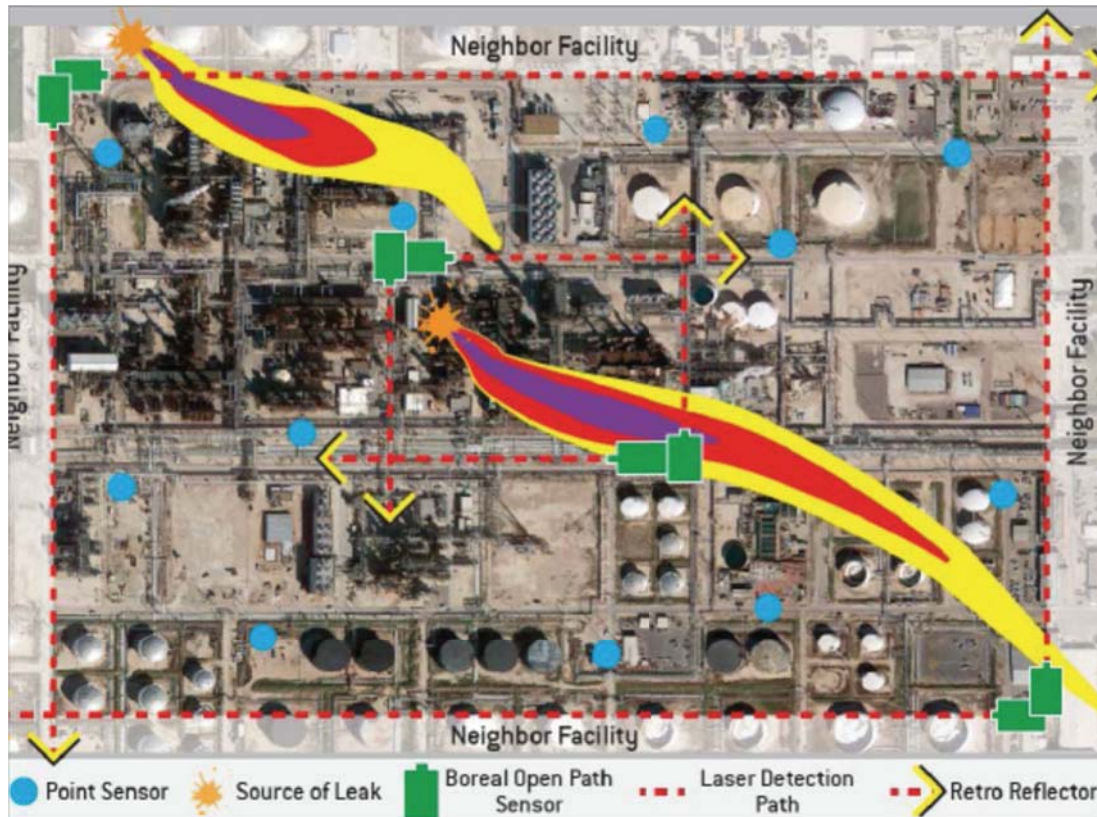 Neighbor Facility
Neighbor Facility
Neighbor Facility
Neighbor Facility
Point Sensor
Source of Leak
Boreal Open Path
Sensor
Laser Detection
Path
Retro Reflector